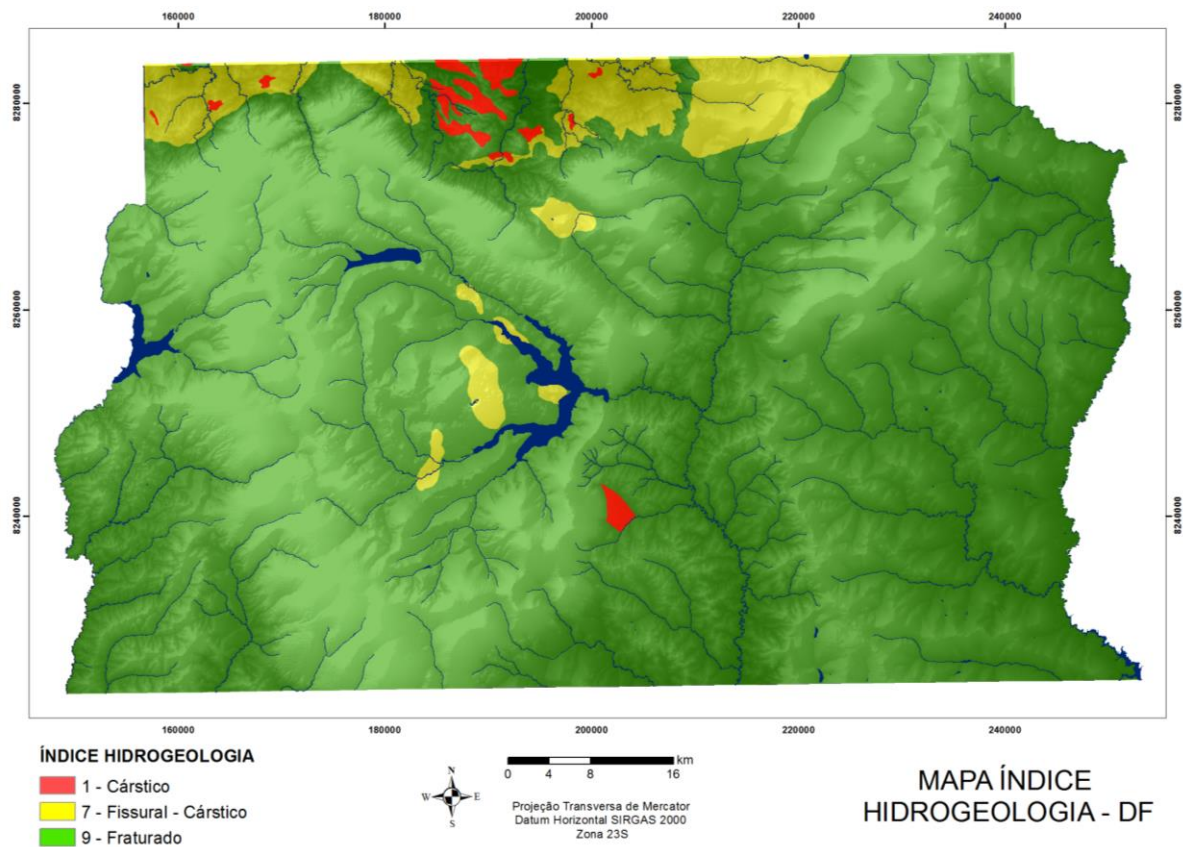 160000 180000 200000 220000 240000
8280000 8280000
8260000 8260000
8240000 8240000
160000 180000 200000 220000 240000
ÍNDICE HIDROGEOLOGIA
1 - Cárstico
7 - Fissural - Cárstico
9 - Fraturado
N
W E
S
km
0 4 8 16
Projeção Transversa de Mercator
Datum Horizontal SIRGAS 2000
Zona 23S
MAPA ÍNDICE
HIDROGEOLOGIA - DF